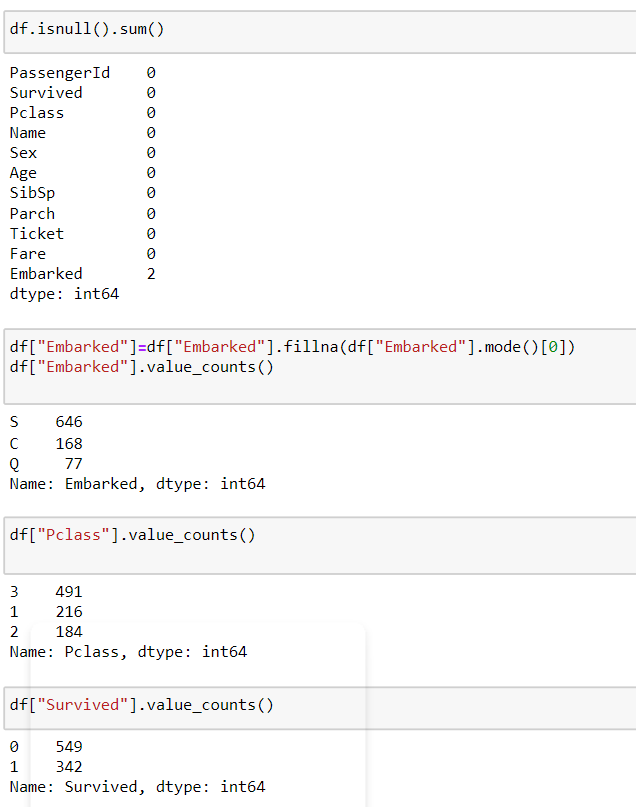 df.isnull().sum()
PassengerId    0
Survived       0
Pclass         0
Name           0
Sex            0
Age            0
SibSp          0
Parch          0
Ticket         0
Fare           0
Embarked       2
dtype: int64
df["Embarked"]=df["Embarked"].fillna(df["Embarked"].mode()[0])
df["Embarked"].value_counts()
S    646
C    168
Q     77
Name: Embarked, dtype: int64
df["Pclass"].value_counts()
3    491
1    216
2    184
Name: Pclass, dtype: int64
df["Survived"].value_counts()
0    549
1    342
Name: Survived, dtype: int64